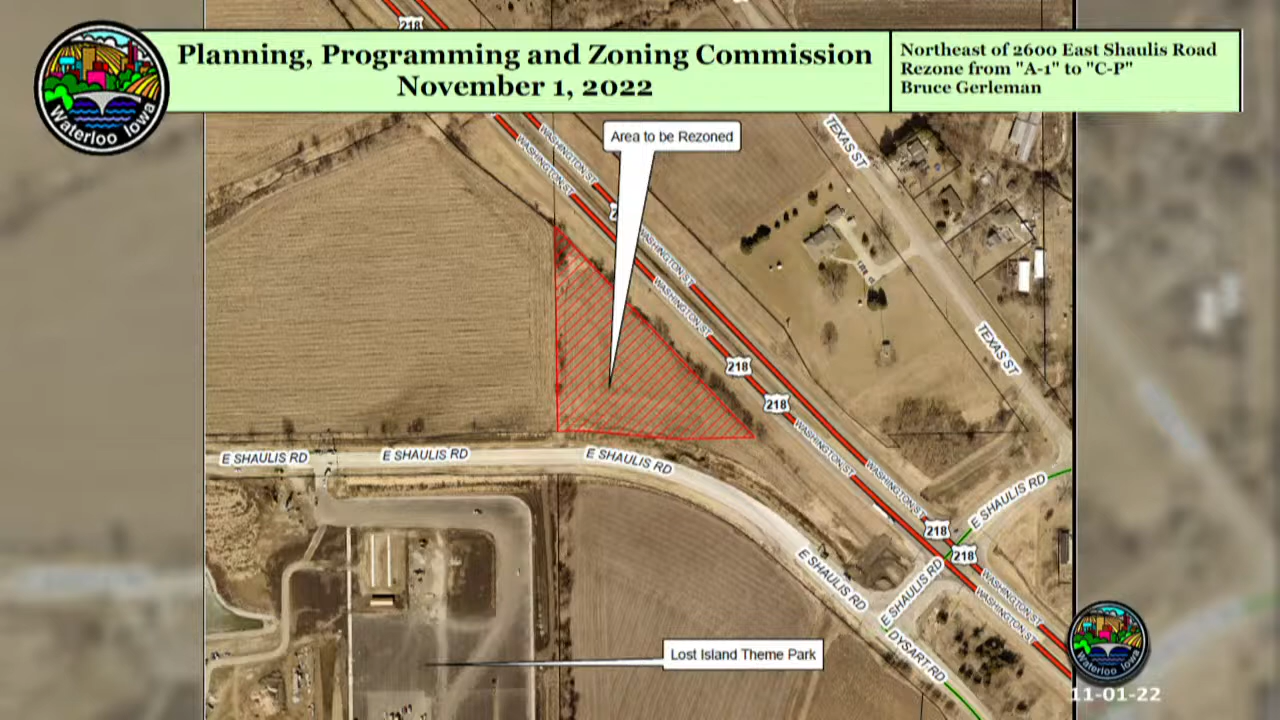 218
Planning, Programming and Zoning Commission
November 1, 2022
Northeast of 2600 East Shaulis Road
Rezone from "A-1" to "C-P"
Bruce Gerleman
Waterloo Iowa
Area to be Rezoned
WASHINGTON ST
WASHINGTON ST
TEXAS ST
WASHINGTON ST
WASHINGTON ST
218
218
TEXAS ST
E SHAULIS RD
E SHAULIS RD
E SHAULIS RD
WASHINGTON ST
WASHINGTON ST
E SHAULIS RD
218
218
E SHAULIS RD
E SHAULIS RD
WASHINGTON ST
WASHINGTON ST
DYSART RD
Lost Island Theme Park
Waterloo Iowa
11-01-22